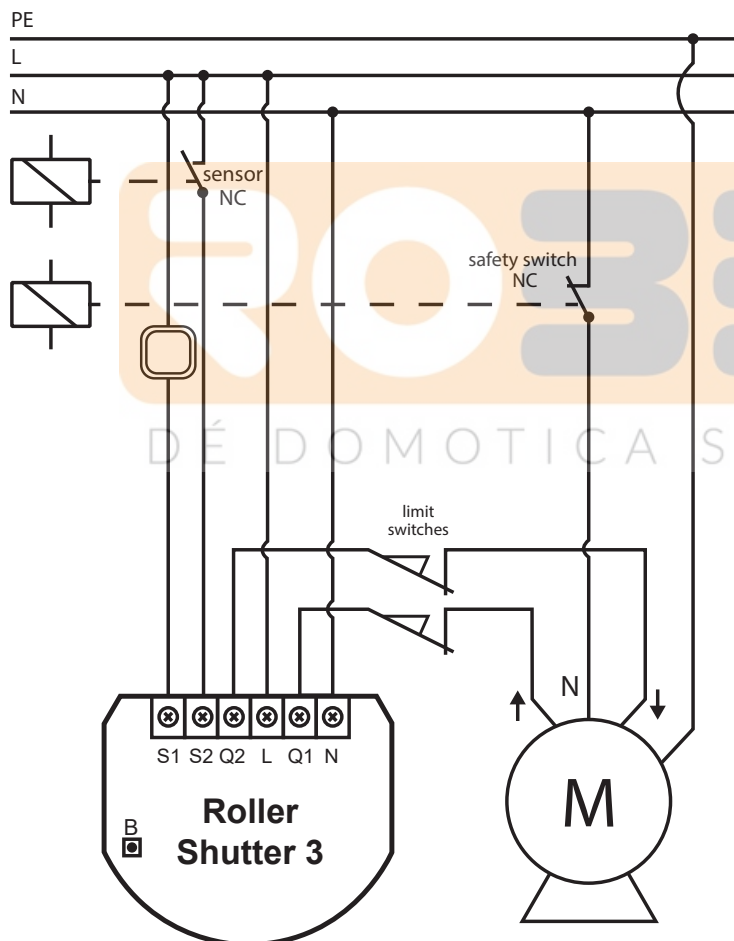 PE
L
N
sensor
NC
safety switch
NC
DÉ DOMOTICA S
limit
switches
N
S1 S2 Q2 L Q1 N
B
Roller
Shutter 3
M